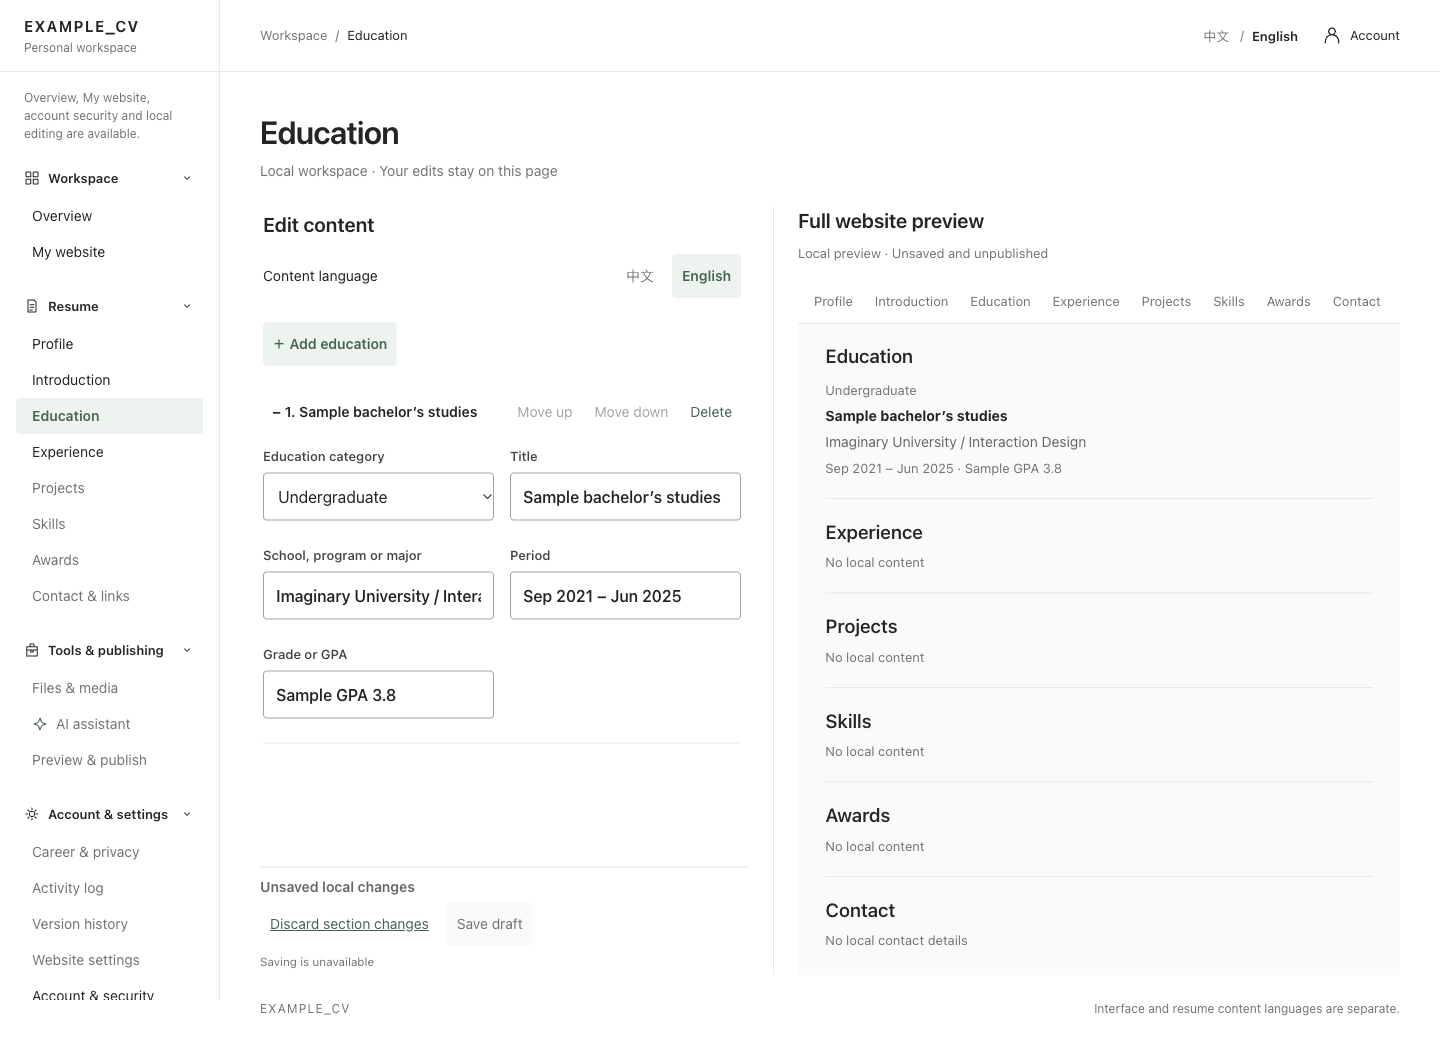 EXAMPLE_CV
Personal workspace
Workspace / Education
中文 / English
Account
Overview, My website,
account security and local
editing are available.
Workspace
Overview
My website
Resume
Profile
Introduction
Education
Experience
Projects
Skills
Awards
Contact & links
Tools & publishing
Files & media
AI assistant
Preview & publish
Account & settings
Career & privacy
Activity log
Version history
Website settings
Account & security
Education
Local workspace · Your edits stay on this page
Edit content
Content language
中文 English
+ Add education
– 1. Sample bachelor’s studies
Move up Move down Delete
Education category
Undergraduate
Title
Sample bachelor’s studies
School, program or major
Imaginary University / Intera
Period
Sep 2021 – Jun 2025
Grade or GPA
Sample GPA 3.8
Unsaved local changes
Discard section changes
Save draft
Saving is unavailable
Full website preview
Local preview · Unsaved and unpublished
Profile Introduction Education Experience Projects Skills Awards Contact
Education
Undergraduate
Sample bachelor’s studies
Imaginary University / Interaction Design
Sep 2021 – Jun 2025 · Sample GPA 3.8
Experience
No local content
Projects
No local content
Skills
No local content
Awards
No local content
Contact
No local contact details
EXAMPLE_CV
Interface and resume content languages are separate.